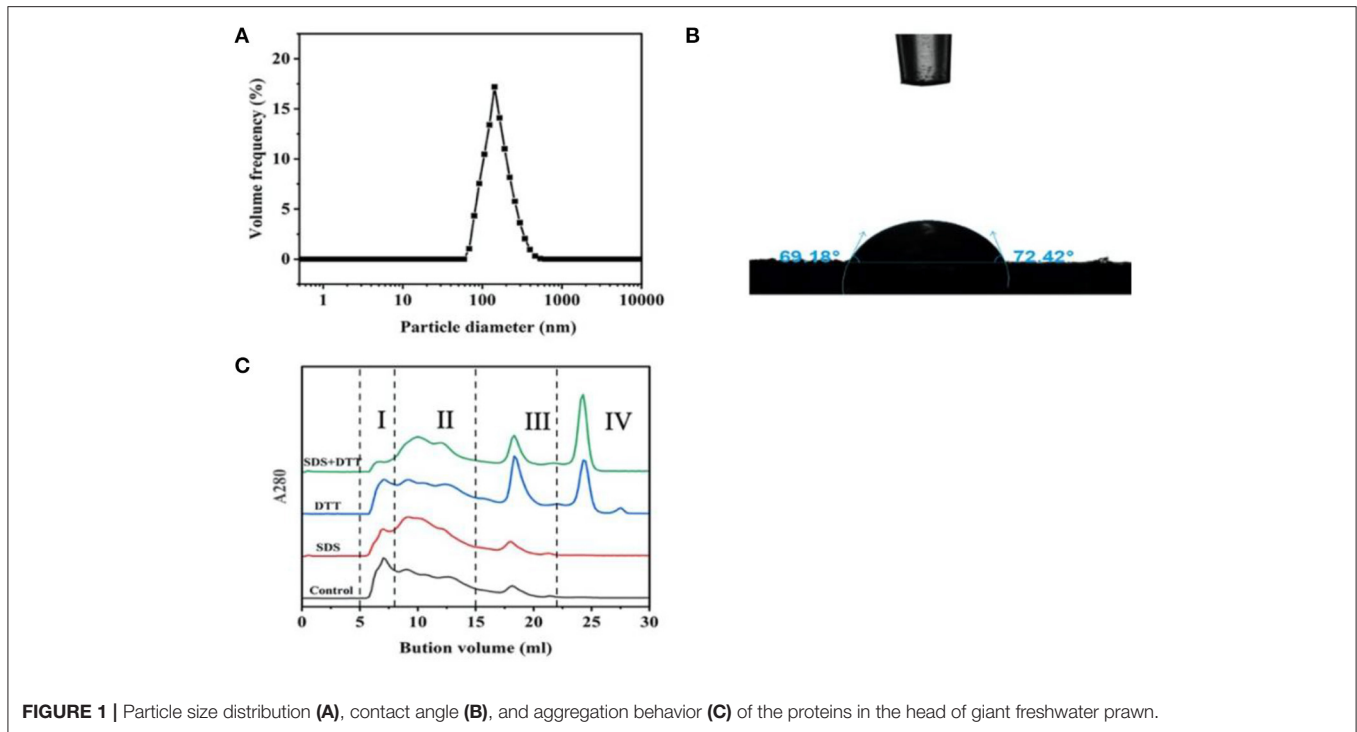 A
Volume frequency (%)
20
15
10
5
0
1 10 100 1000 10000
Particle diameter (nm)
B
69.18° 72.42°
C
A280
I II III IV
SDS+DTT
DTT
SDS
Control
0 5 10 15 20 25 30
Bution volume (ml)
FIGURE 1 | Particle size distribution (A), contact angle (B), and aggregation behavior (C) of the proteins in the head of giant freshwater prawn.